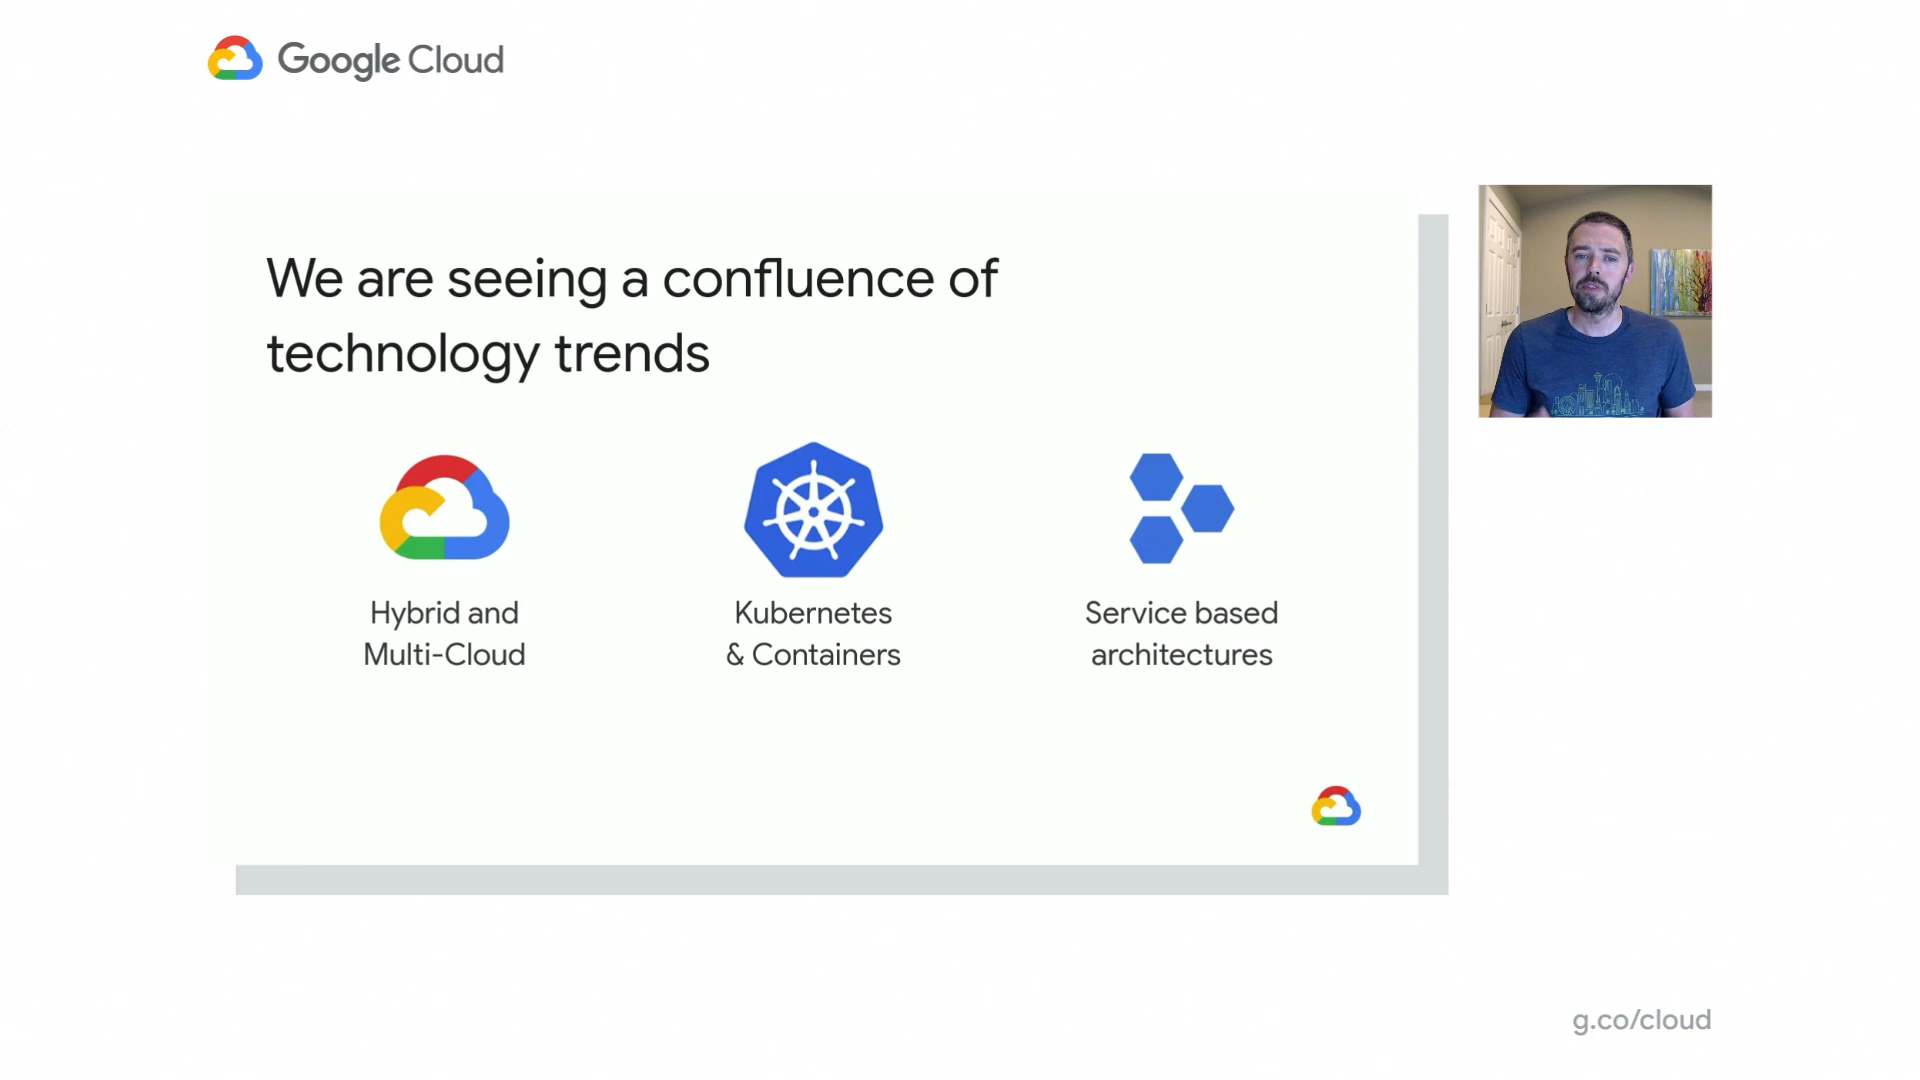 Google Cloud
We are seeing a confluence of
technology trends
Hybrid and
Multi-Cloud
Kubernetes
& Containers
Service based
architectures
g.co/cloud